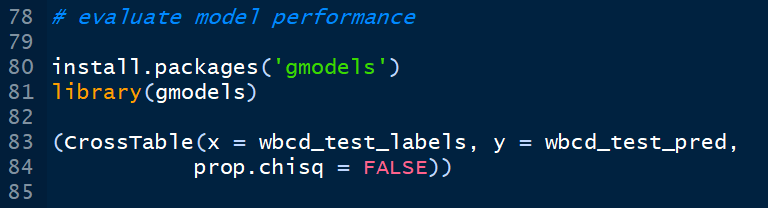 78 # evaluate model performance
79
80 install.packages('gmodels')
81 library(gmodels)
82
83 (CrossTable(x = wbcd_test_labels, y = wbcd_test_pred,
84             prop.chisq = FALSE))
85